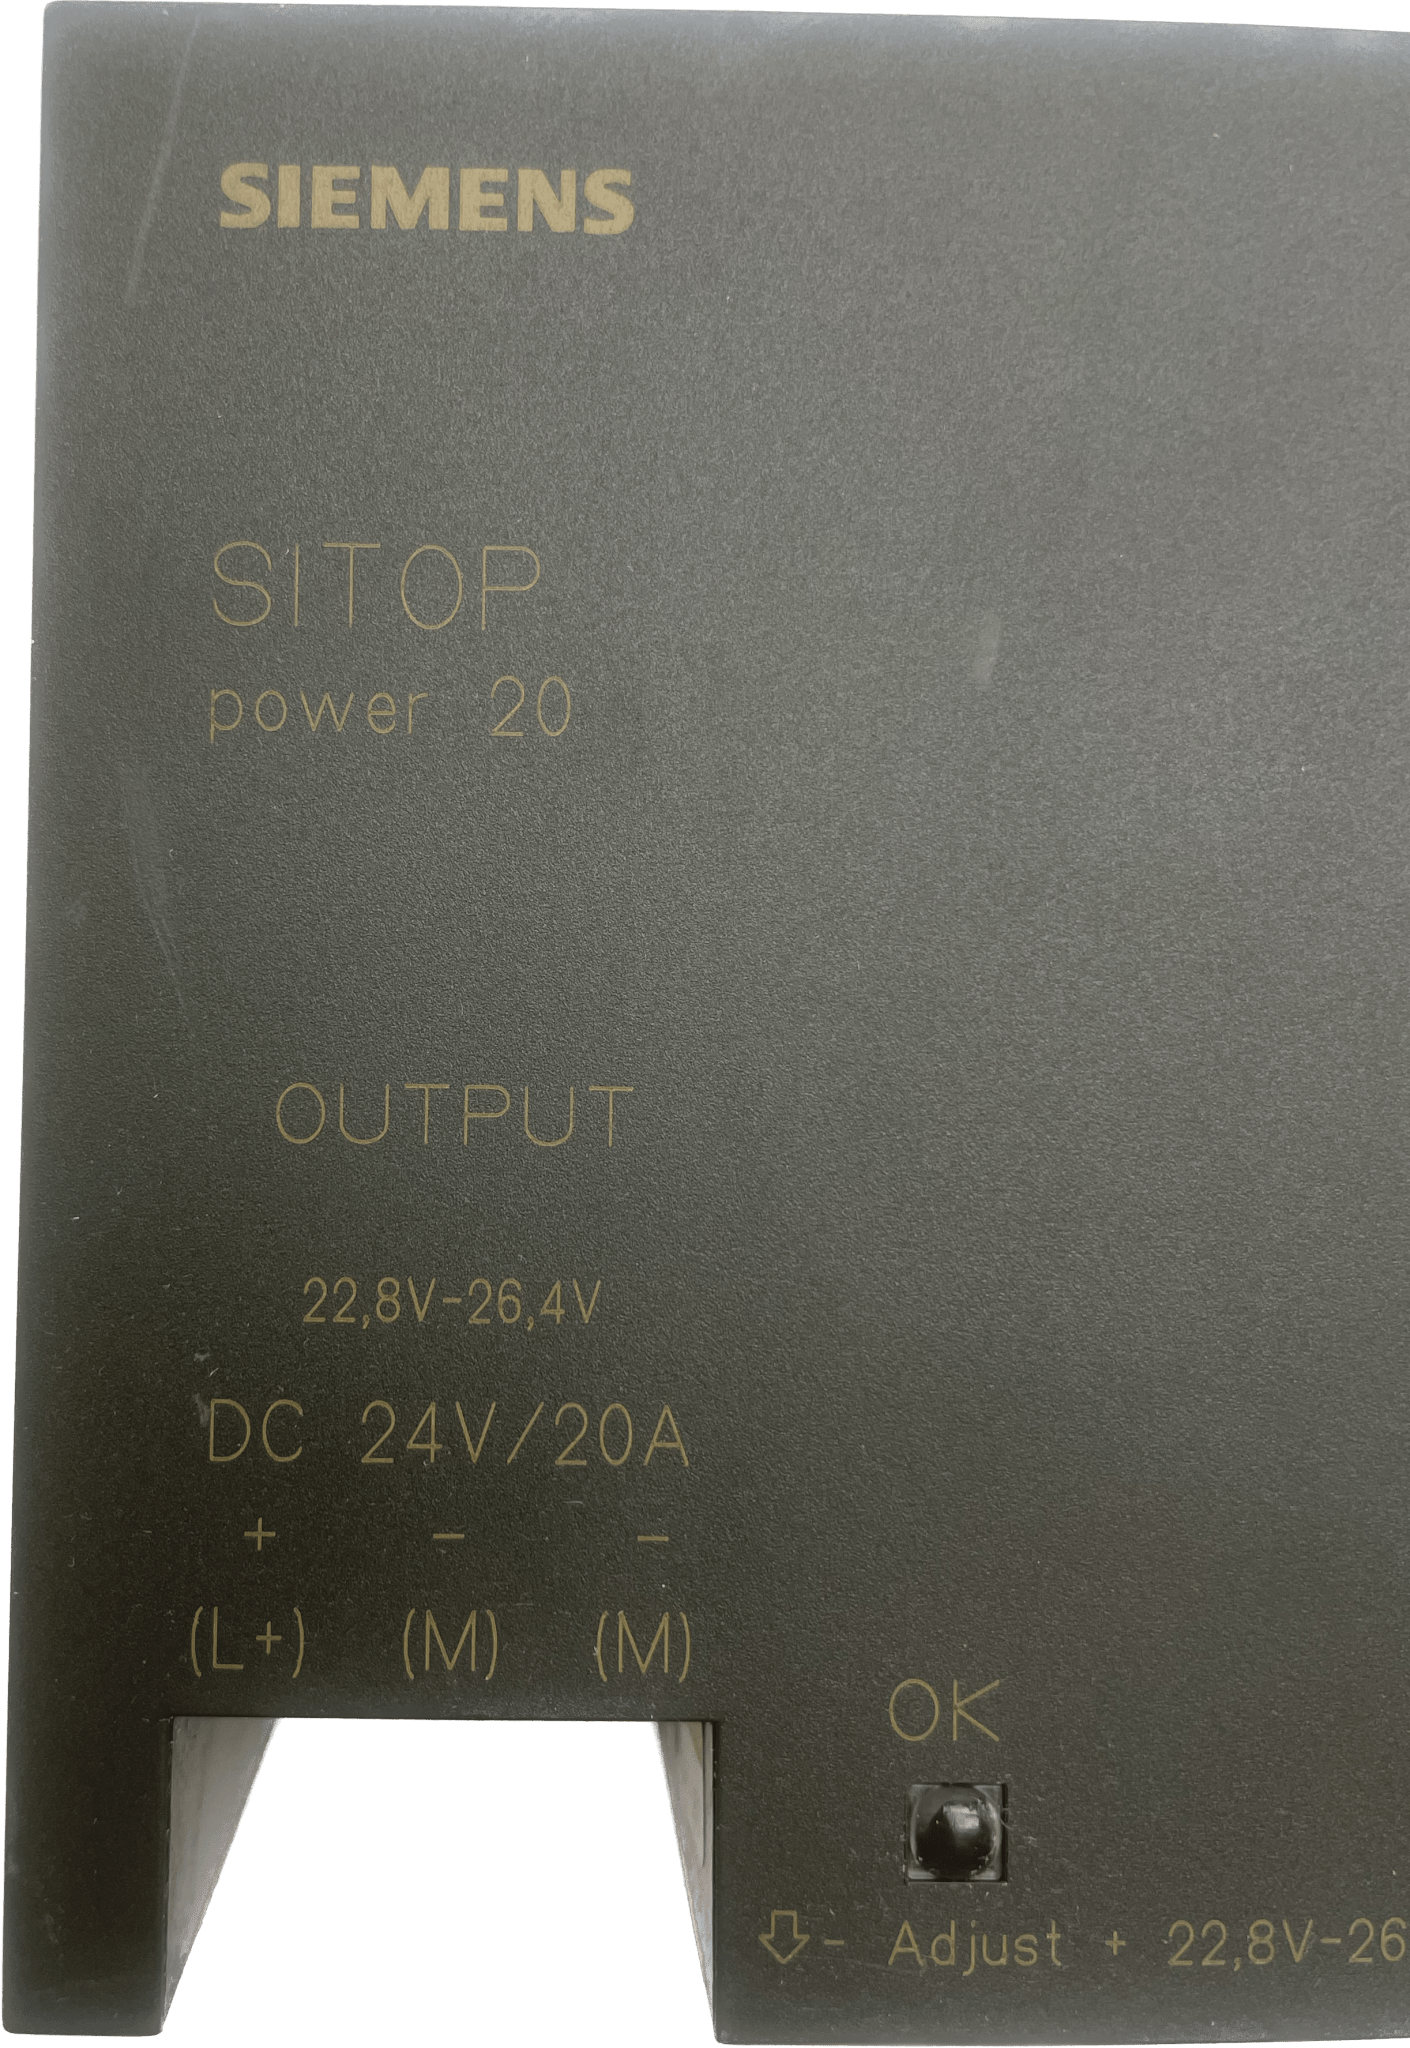 SIEMENS
SITOP
power 20
OUTPUT
22,8V-26,4V
DC 24V/20A
+ - -
(L+) (M) (M)
OK
- Adjust + 22,8V-26